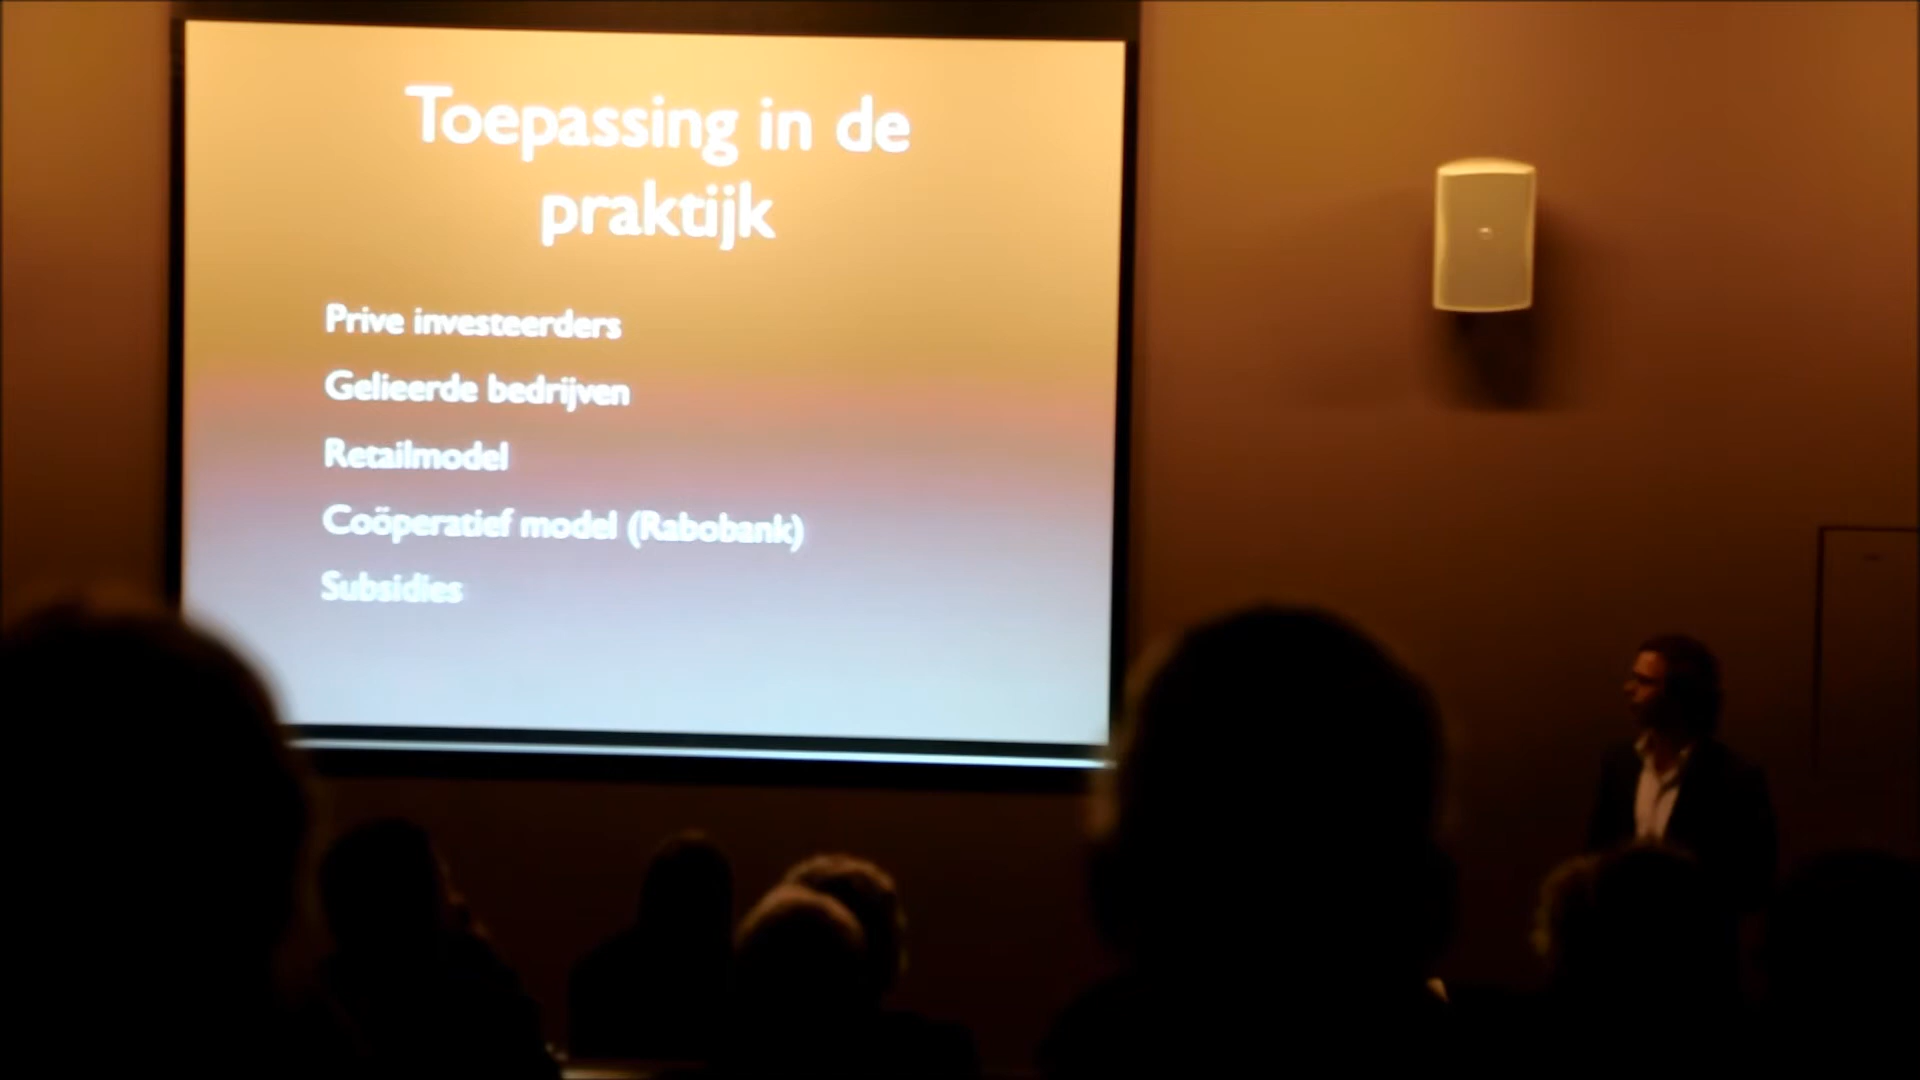 Toepassing in de
praktijk
Prive investeerders
Gelieerde bedrijven
Retailmodel
Coöperatief model (Rabobank)
Subsidies